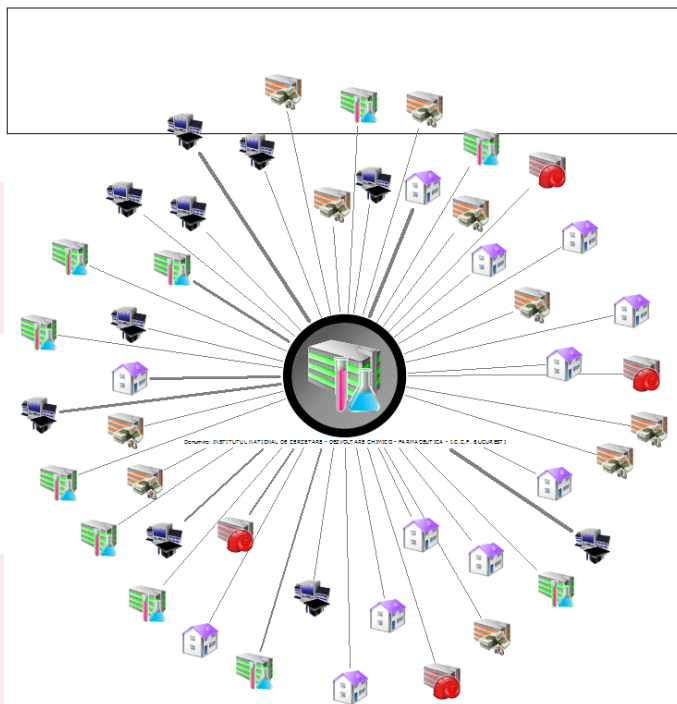 Denumire: INSTITUTUL NATIONAL DE CERCETARE - DEZVOLTARE CHIMICO - FARMACEUTICA - I.C.C.F. BUCURESTI